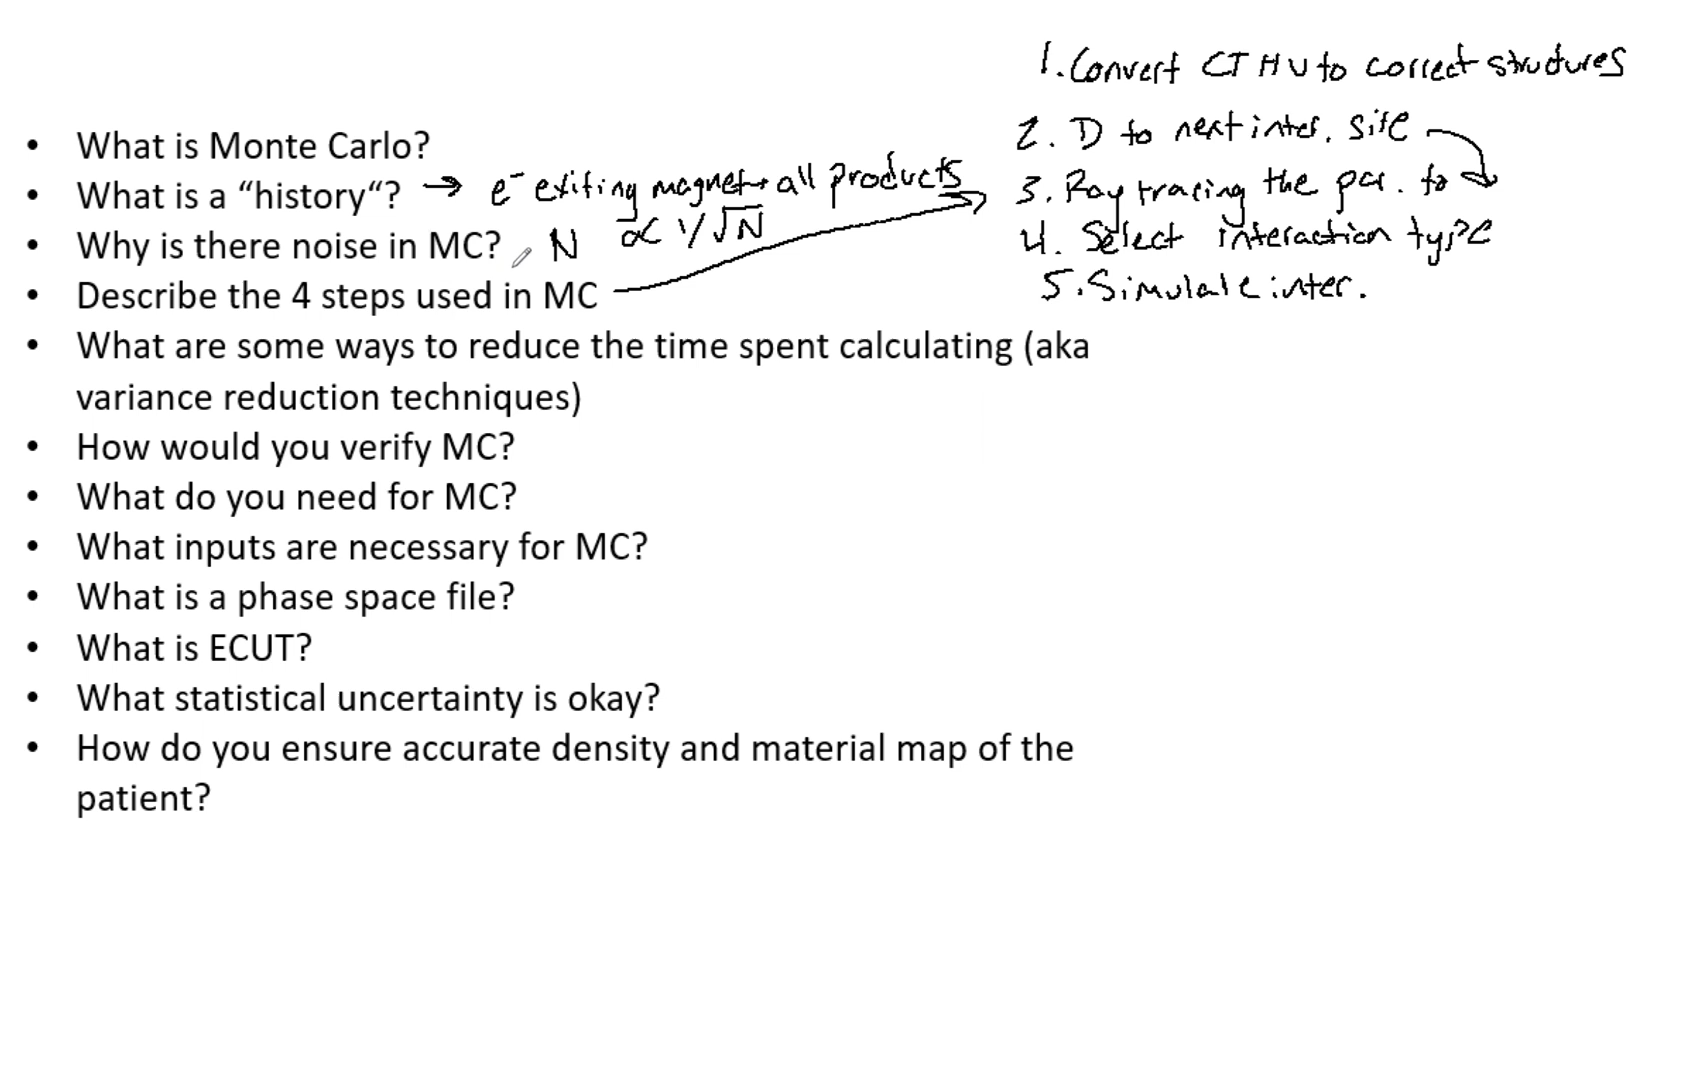 1. Convert CT HU to correct structures
2. D to next inter. site
3. Ray tracing the par. to
4. Select interaction type
5. Simulate inter.
• What is Monte Carlo?
• What is a “history“? → e⁻ exiting magnet + all products
• Why is there noise in MC? N ∝ 1/√N
• Describe the 4 steps used in MC
• What are some ways to reduce the time spent calculating (aka
variance reduction techniques)
• How would you verify MC?
• What do you need for MC?
• What inputs are necessary for MC?
• What is a phase space file?
• What is ECUT?
• What statistical uncertainty is okay?
• How do you ensure accurate density and material map of the
patient?